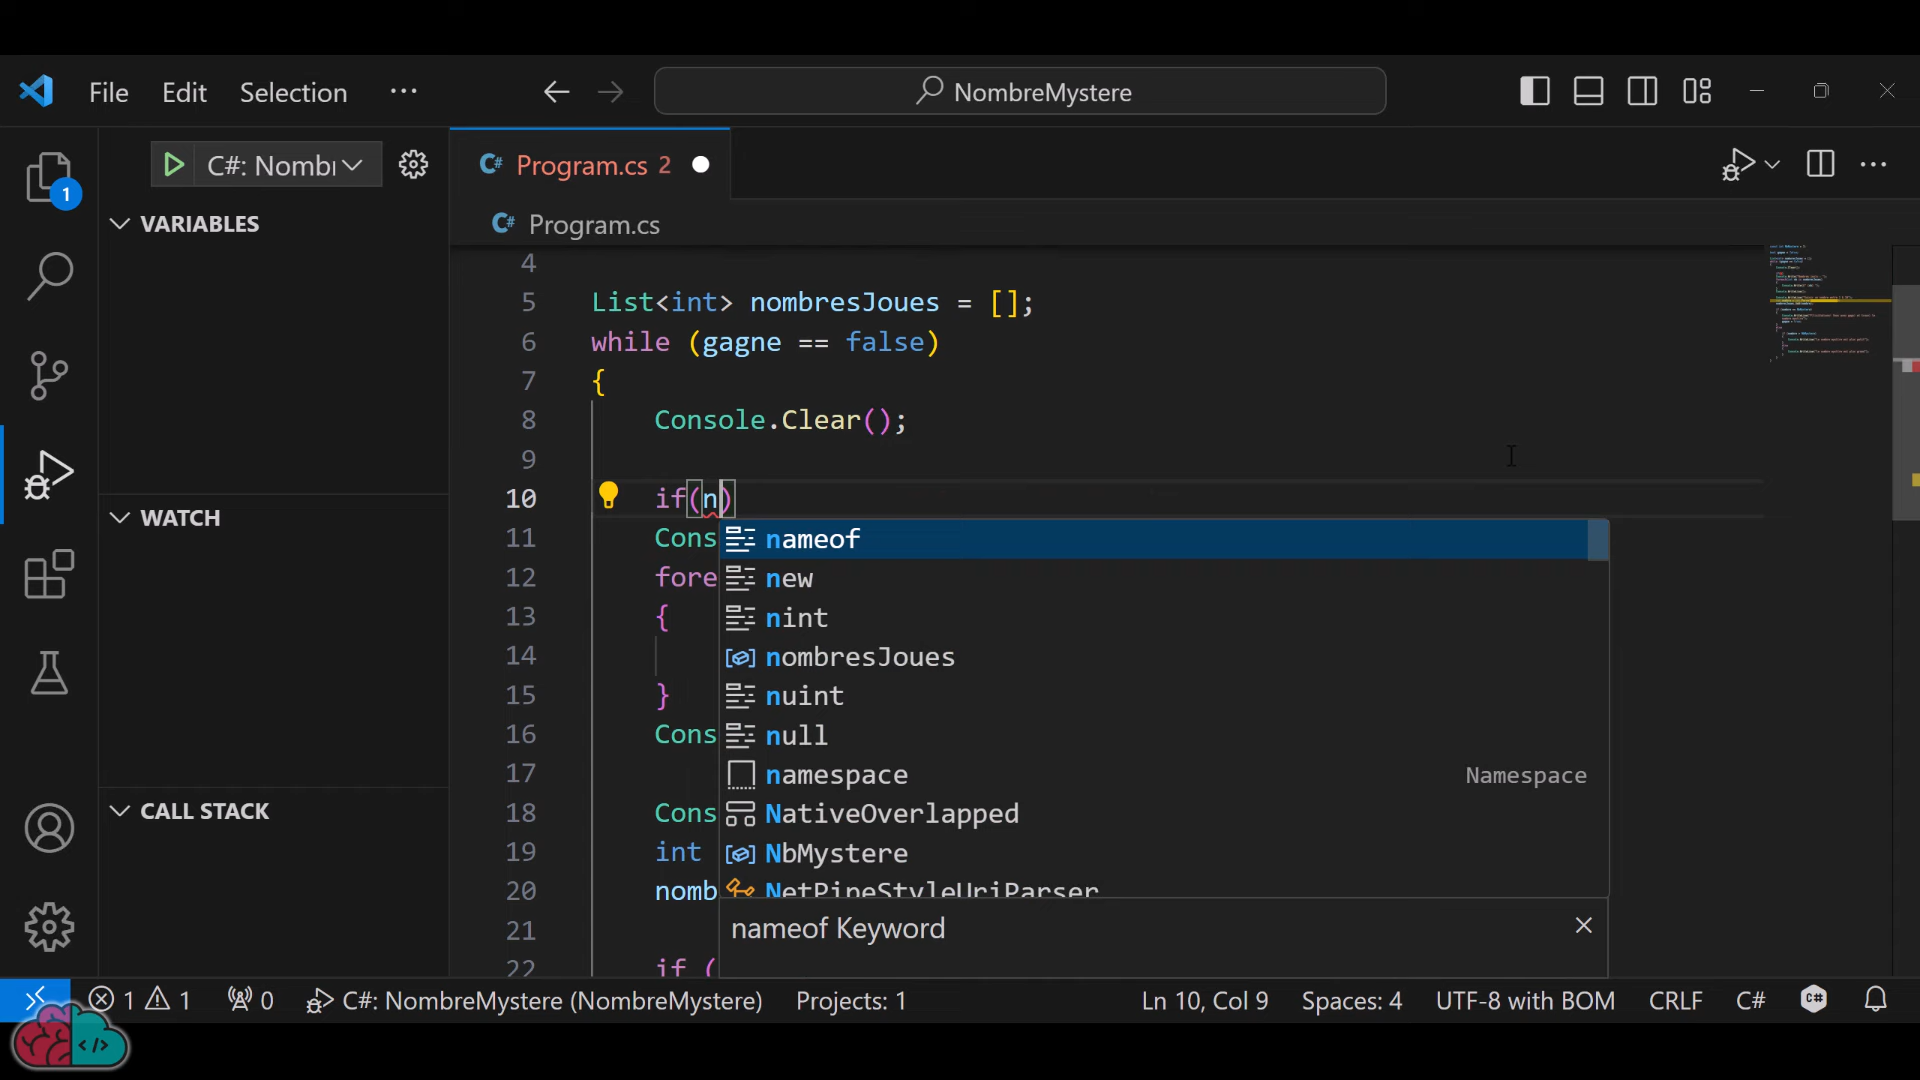 File Edit Selection ··· NombreMystere
C#: Nombr
Program.cs 2
1
VARIABLES
Program.cs
4
5 List<int> nombresJoues = [];
6 while (gagne == false)
7 {
8 Console.Clear();
9
10 if(n)
11 Cons
nameof
12 fore
new
13 {
nint
14
nombresJoues
15 }
nuint
16 Cons
null
17
namespace Namespace
18 Cons
NativeOverlapped
19 int
NbMystere
20 nomb
NetPipeStyleUriParser
21
nameof Keyword
22 if (
WATCH
CALL STACK
1 1 0 C#: NombreMystere (NombreMystere) Projects: 1 Ln 10, Col 9 Spaces: 4 UTF-8 with BOM CRLF C#